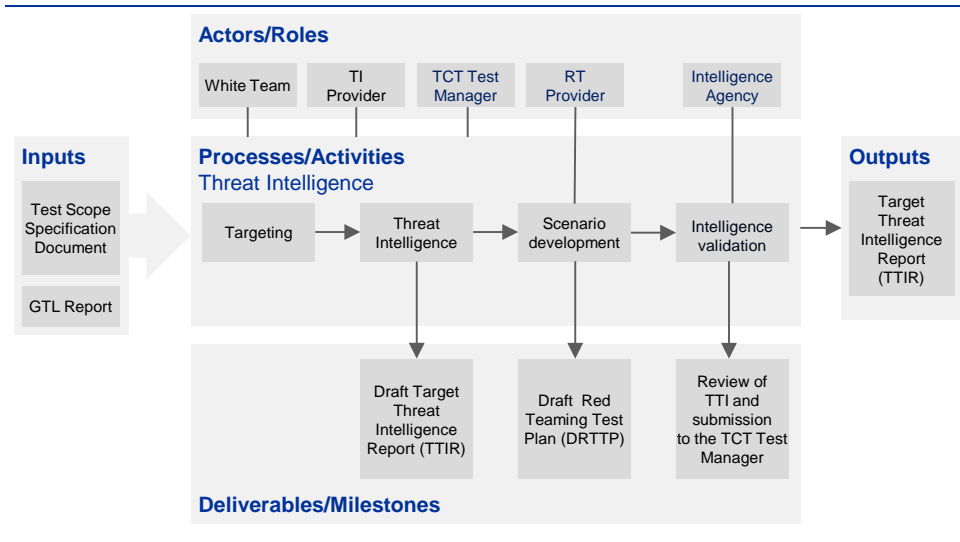 Actors/Roles
White Team
TI
Provider
TCT Test
Manager
RT
Provider
Intelligence
Agency
Inputs
Test Scope
Specification
Document
GTL Report
Processes/Activities
Threat Intelligence
Targeting
Threat
Intelligence
Scenario
development
Intelligence
validation
Outputs
Target
Threat
Intelligence
Report
(TTIR)
Draft Target
Threat
Intelligence
Report (TTIR)
Draft Red
Teaming Test
Plan (DRTTP)
Review of
TTI and
submission
to the TCT Test
Manager
Deliverables/Milestones